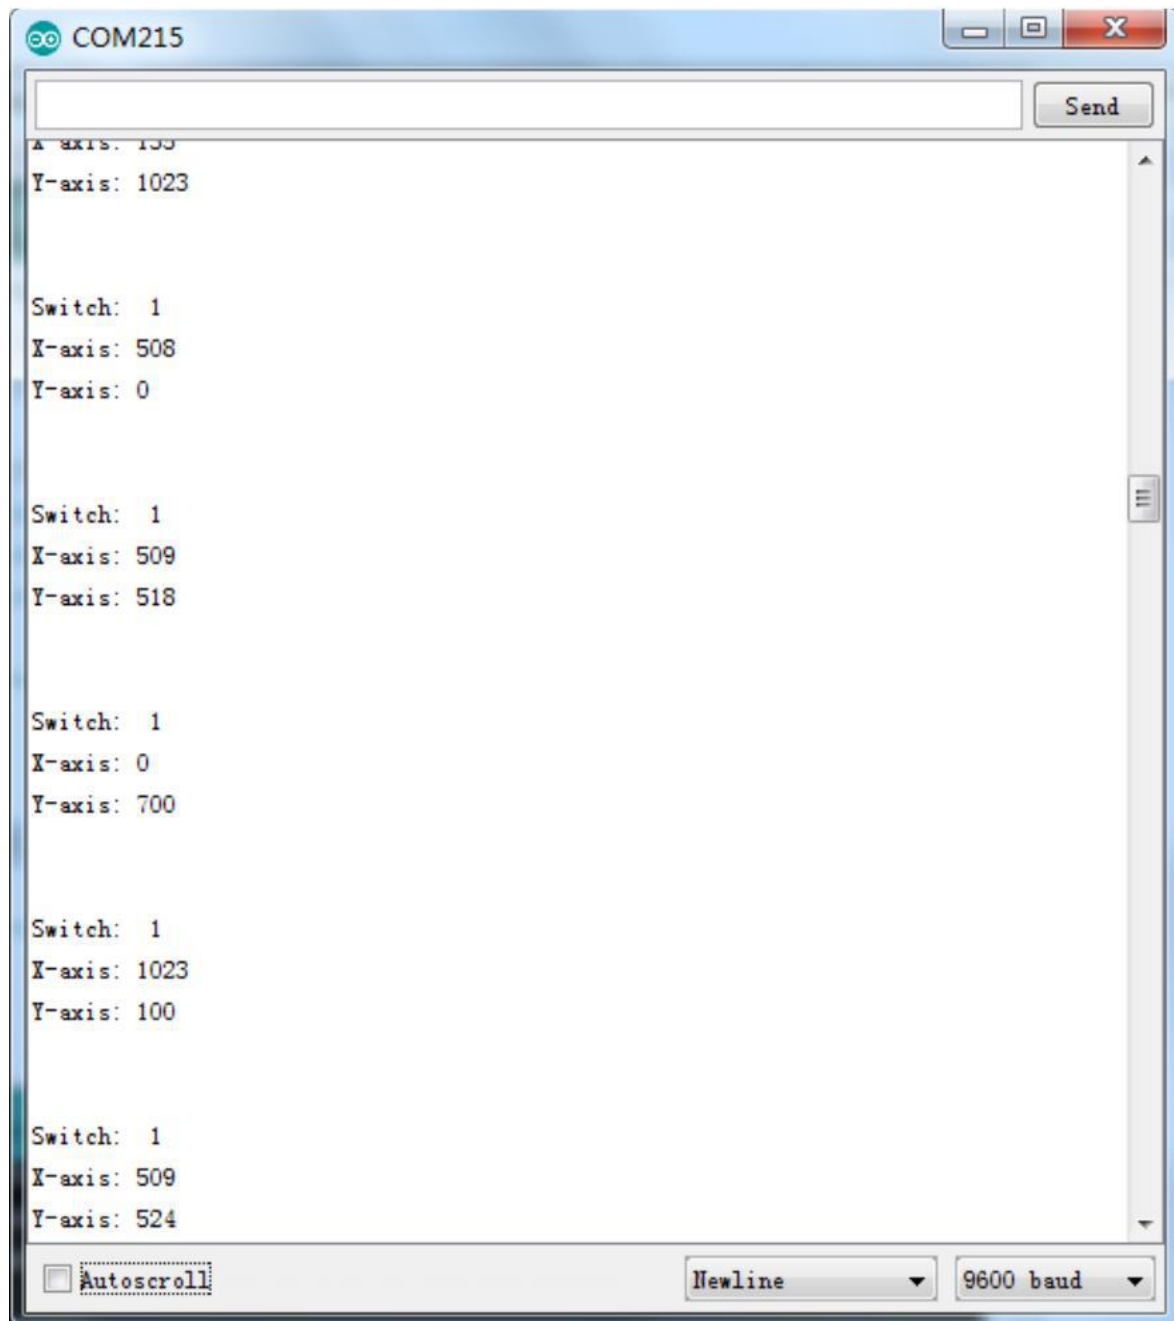 COM215
Send
Y-axis: 1023
Switch: 1
X-axis: 508
Y-axis: 0
Switch: 1
X-axis: 509
Y-axis: 518
Switch: 1
X-axis: 0
Y-axis: 700
Switch: 1
X-axis: 1023
Y-axis: 100
Switch: 1
X-axis: 509
Y-axis: 524
Autoscroll
Newline
9600 baud